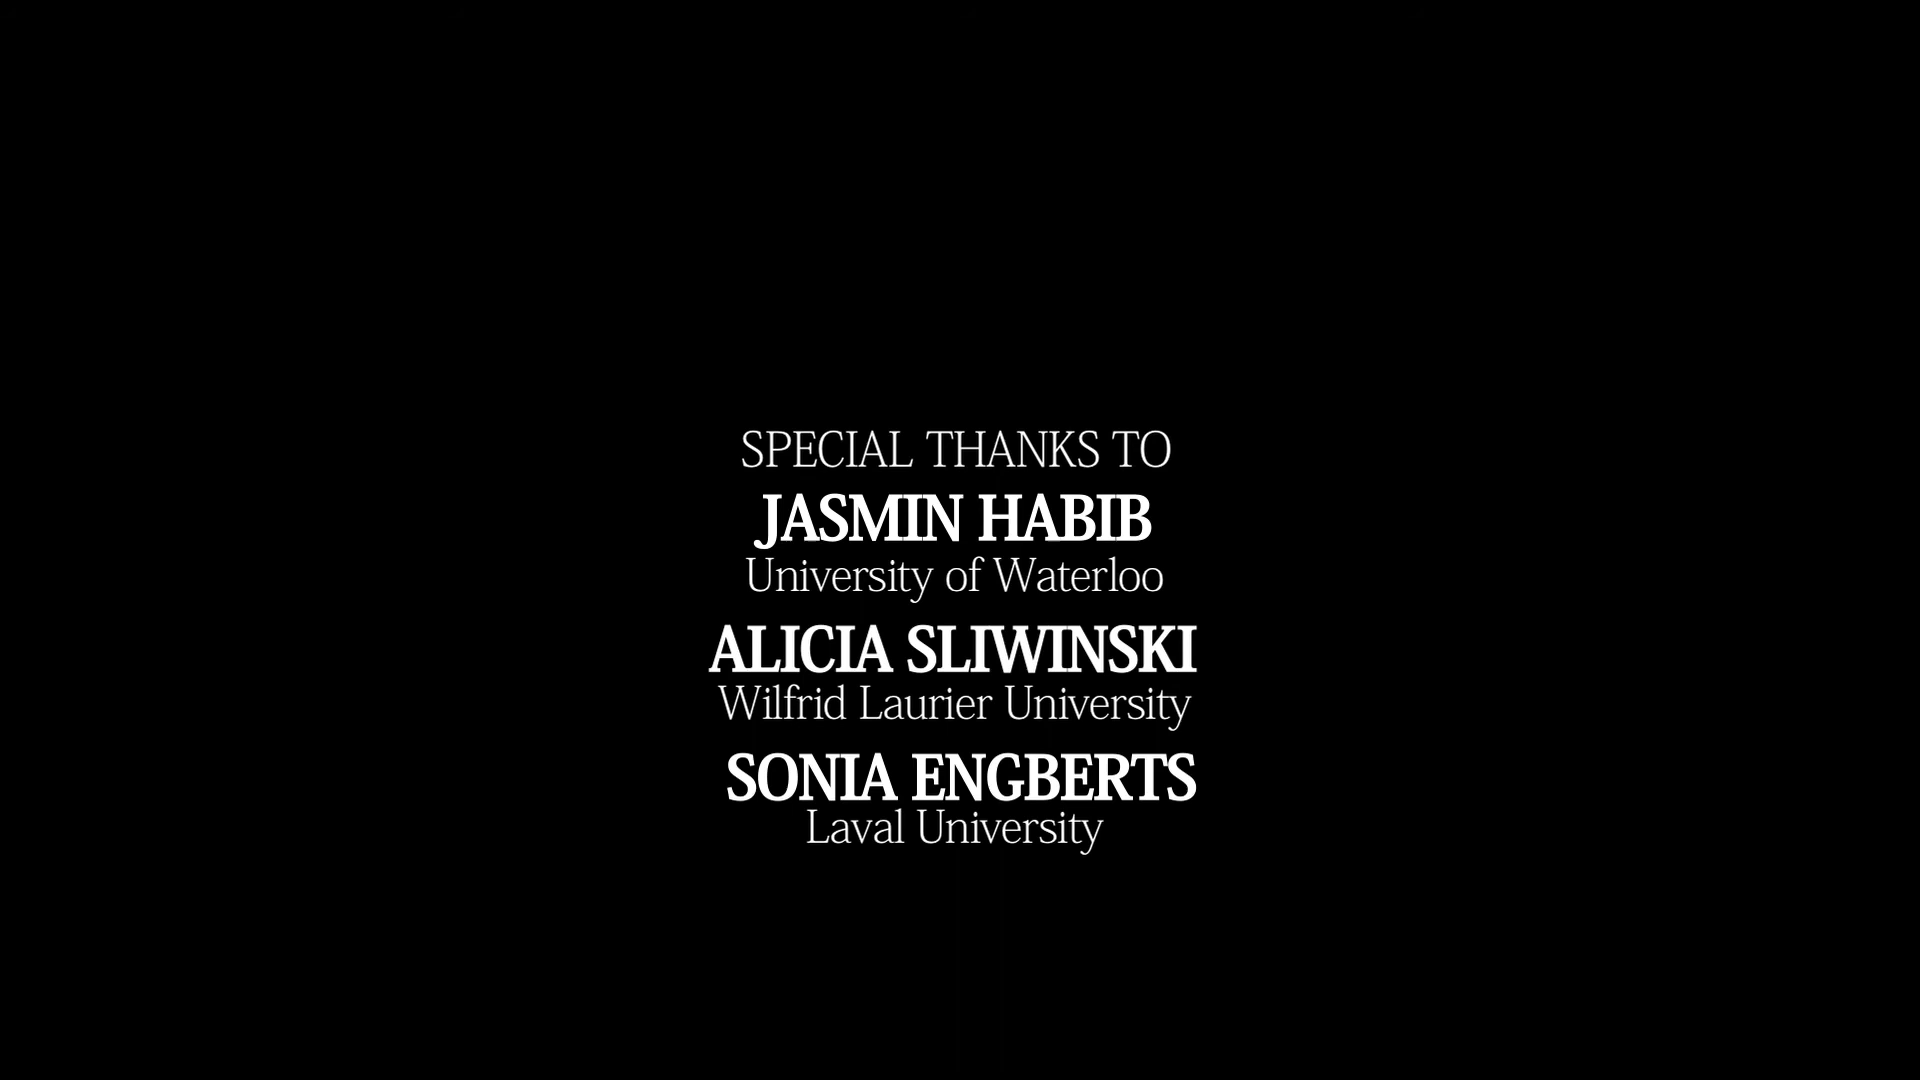 SPECIAL THANKS TO
JASMIN HABIB
University of Waterloo
ALICIA SLIWINSKI
Wilfrid Laurier University
SONIA ENGBERTS
Laval University